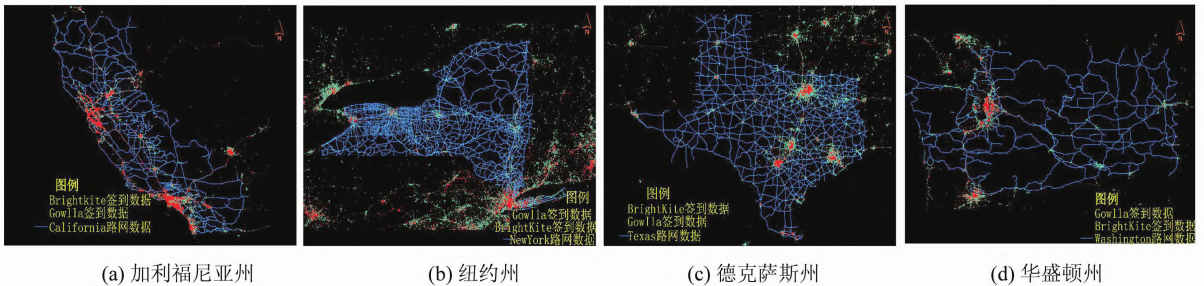 N
图例
Brightkite签到数据
Gowlla签到数据
California路网数据
(a) 加利福尼亚州
N
图例
Gowlla签到数据
BrightKite签到数据
NewYork路网数据
(b) 纽约州
N
图例
BrightKite签到数据
Gowlla签到数据
Texas路网数据
(c) 德克萨斯州
N
图例
Gowlla签到数据
BrightKite签到数据
Washington路网数据
(d) 华盛顿州